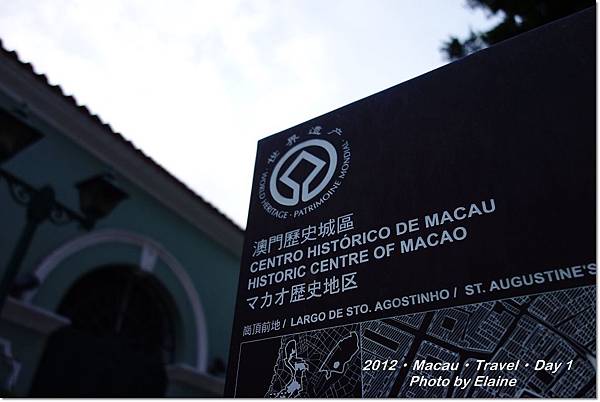 世界遺産
WORLD HERITAGE · PATRIMOINE MONDIAL
澳門歷史城區
CENTRO HISTÓRICO DE MACAU
HISTORIC CENTRE OF MACAO
マカオ歴史地区
崗頂前地 / LARGO DE STO. AGOSTINHO / ST. AUGUSTINE'S
2012・Macau・Travel・Day 1
Photo by Elaine